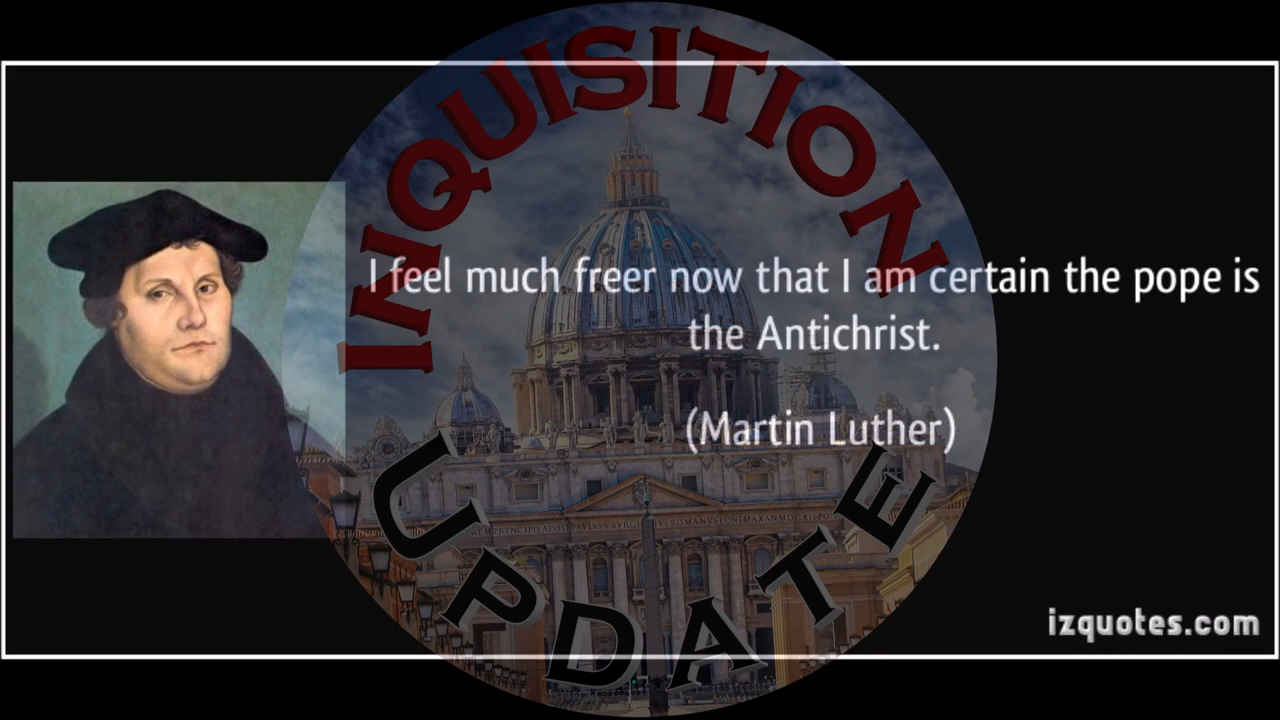 INQUISITION
I feel much freer now that I am certain the pope is
the Antichrist.
(Martin Luther)
UPDATE
izquotes.com